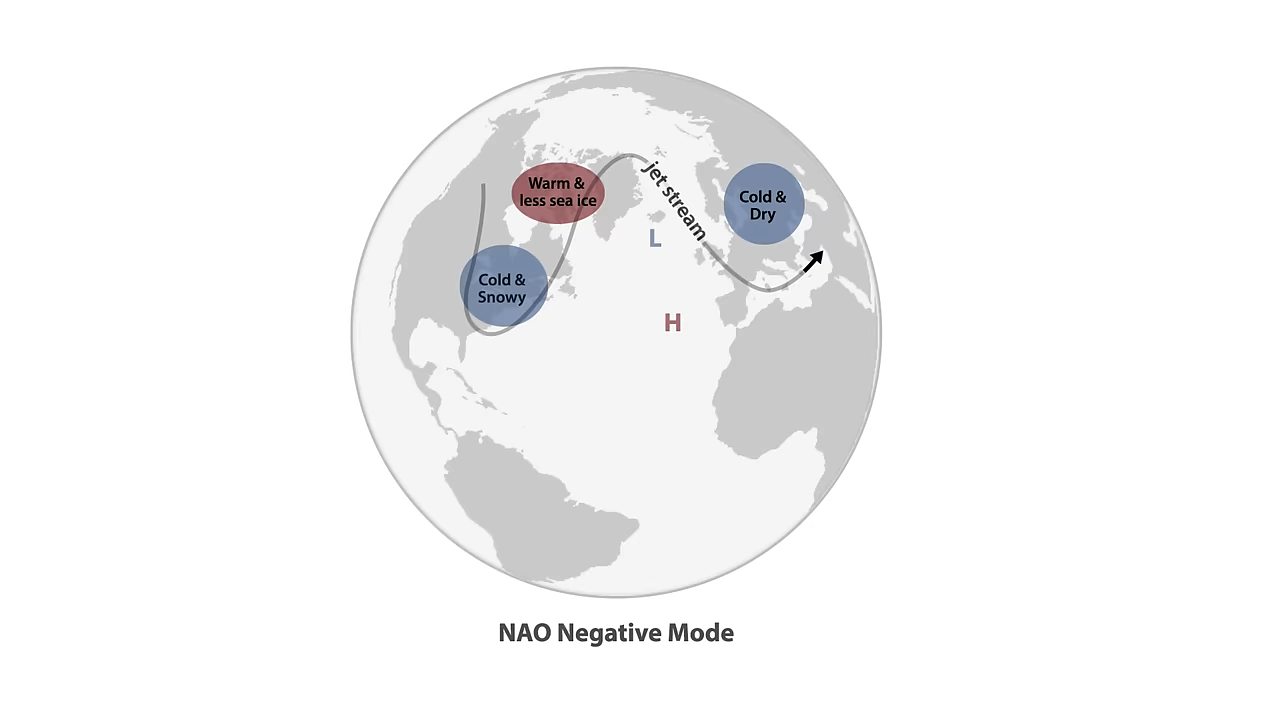 Warm &
less sea ice
jet stream
Cold &
Dry
L
Cold &
Snowy
H
NAO Negative Mode